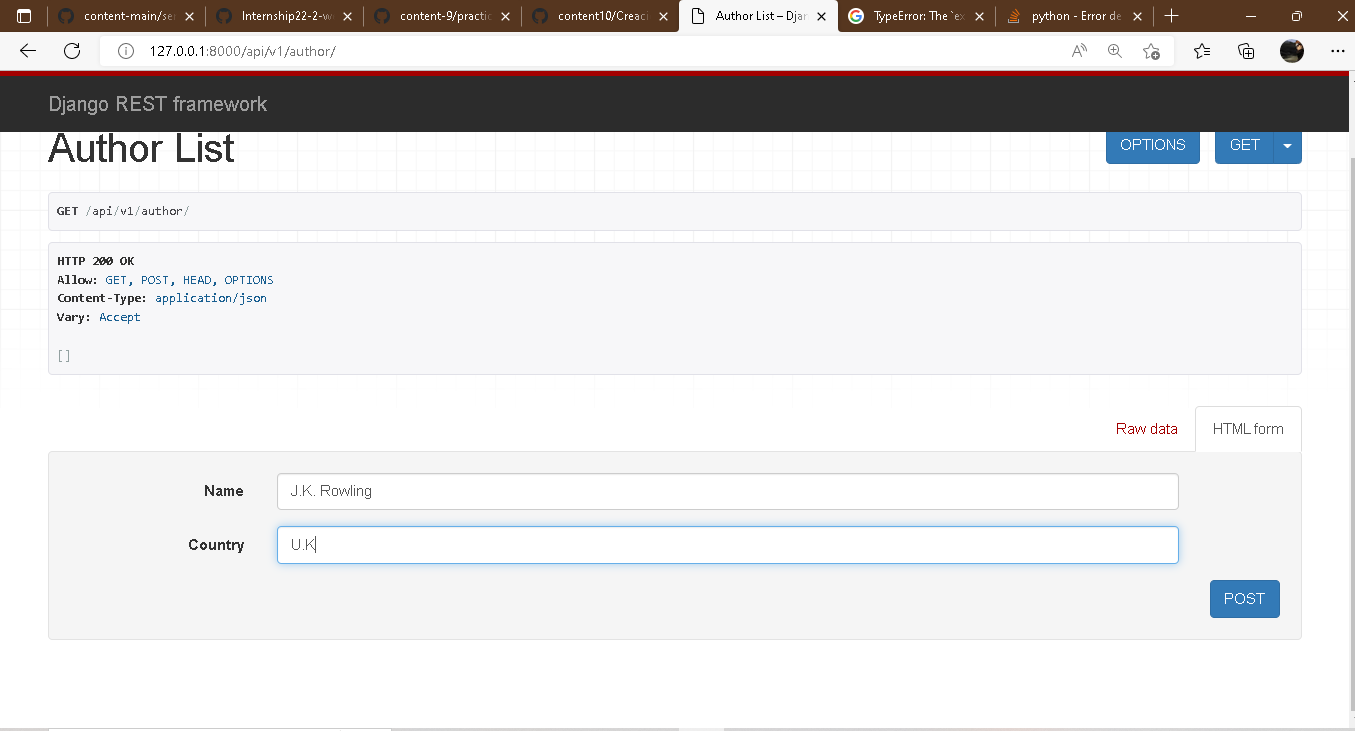 content-main/se
Internship22-2-w
content-9/practic
content10/Creaci
Author List – Djan
TypeError: The `ex
python - Error de
127.0.0.1:8000/api/v1/author/
Django REST framework
Author List
OPTIONS
GET
GET /api/v1/author/
HTTP 200 OK
Allow: GET, POST, HEAD, OPTIONS
Content-Type: application/json
Vary: Accept
[]
Raw data
HTML form
Name
J.K. Rowling
Country
U.K
POST